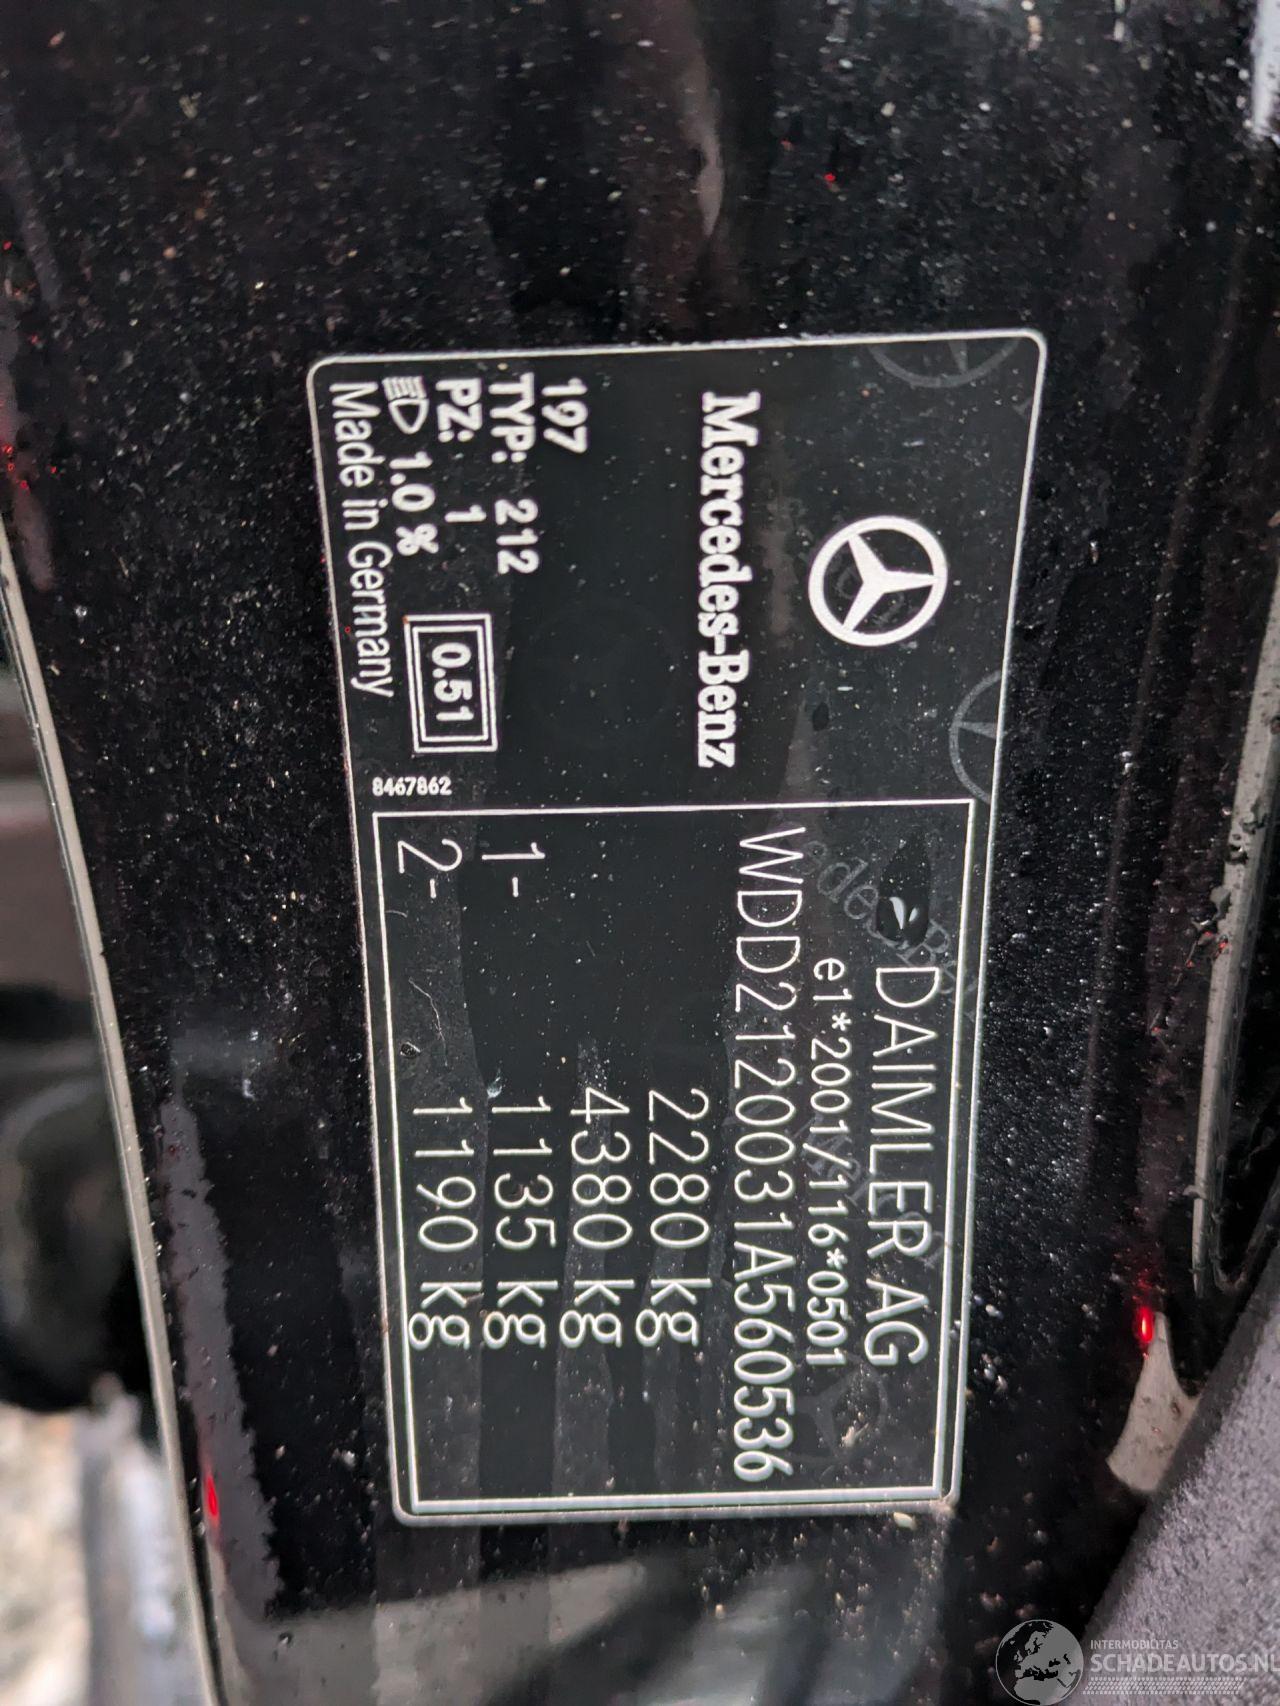 Mercedes-Benz
197
TYP: 212
PZ: 1
1.0 %
0.51
Made in Germany
8467862
DAIMLER AG
e1*2001/116*0501
WDD2120031A560536
2280 kg
4380 kg
1- 1135 kg
2- 1190 kg
INTERMOBILITAS
SCHADEAUTOS.NL